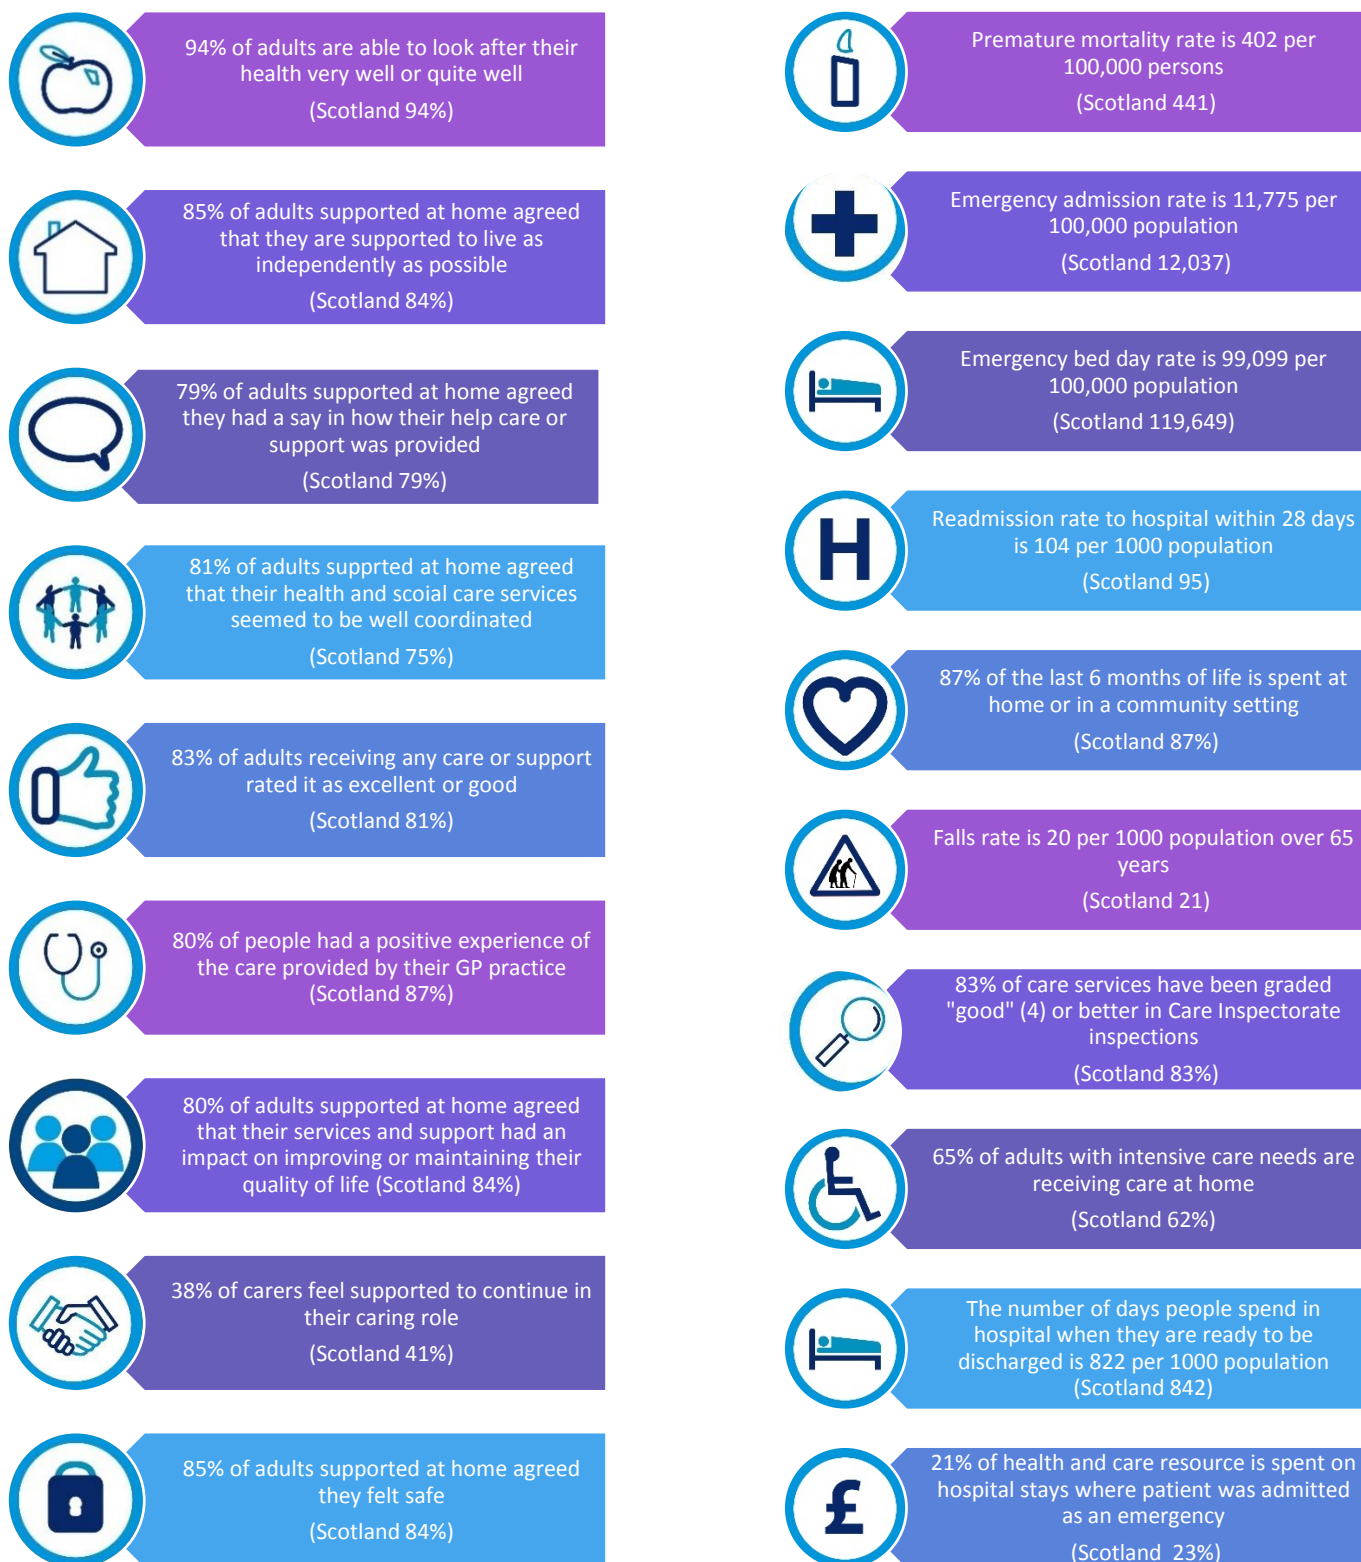 94% of adults are able to look after their
health very well or quite well
(Scotland 94%)
85% of adults supported at home agreed
that they are supported to live as
independently as possible
(Scotland 84%)
79% of adults supported at home agreed
they had a say in how their help care or
support was provided
(Scotland 79%)
81% of adults supprted at home agreed
that their health and scoial care services
seemed to be well coordinated
(Scotland 75%)
83% of adults receiving any care or support
rated it as excellent or good
(Scotland 81%)
80% of people had a positive experience of
the care provided by their GP practice
(Scotland 87%)
80% of adults supported at home agreed
that their services and support had an
impact on improving or maintaining their
quality of life (Scotland 84%)
38% of carers feel supported to continue in
their caring role
(Scotland 41%)
85% of adults supported at home agreed
they felt safe
(Scotland 84%)
Premature mortality rate is 402 per
100,000 persons
(Scotland 441)
Emergency admission rate is 11,775 per
100,000 population
(Scotland 12,037)
Emergency bed day rate is 99,099 per
100,000 population
(Scotland 119,649)
H
Readmission rate to hospital within 28 days
is 104 per 1000 population
(Scotland 95)
87% of the last 6 months of life is spent at
home or in a community setting
(Scotland 87%)
Falls rate is 20 per 1000 population over 65
years
(Scotland 21)
83% of care services have been graded
"good" (4) or better in Care Inspectorate
inspections
(Scotland 83%)
65% of adults with intensive care needs are
receiving care at home
(Scotland 62%)
The number of days people spend in
hospital when they are ready to be
discharged is 822 per 1000 population
(Scotland 842)
£
21% of health and care resource is spent on
hospital stays where patient was admitted
as an emergency
(Scotland 23%)